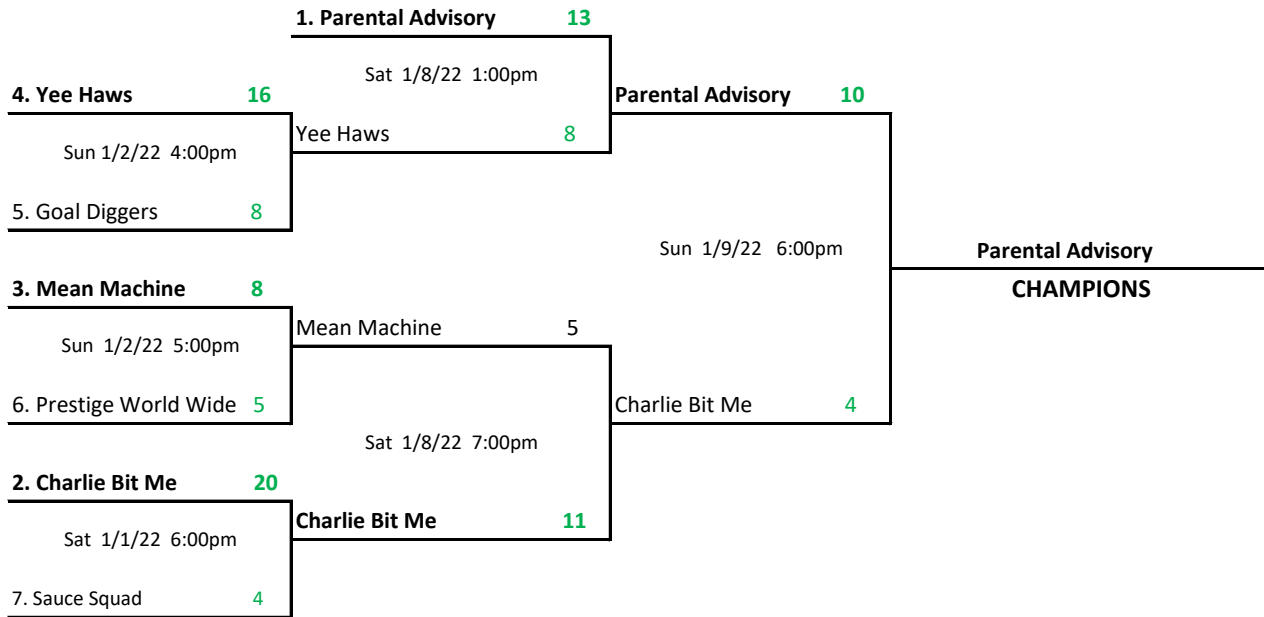 1. Parental Advisory 13
Sat 1/8/22 1:00pm
4. Yee Haws 16
Parental Advisory 10
Yee Haws 8
Sun 1/2/22 4:00pm
5. Goal Diggers 8
Sun 1/9/22 6:00pm
Parental Advisory
CHAMPIONS
3. Mean Machine 8
Mean Machine 5
Sun 1/2/22 5:00pm
6. Prestige World Wide 5
Charlie Bit Me 4
Sat 1/8/22 7:00pm
2. Charlie Bit Me 20
Charlie Bit Me 11
Sat 1/1/22 6:00pm
7. Sauce Squad 4